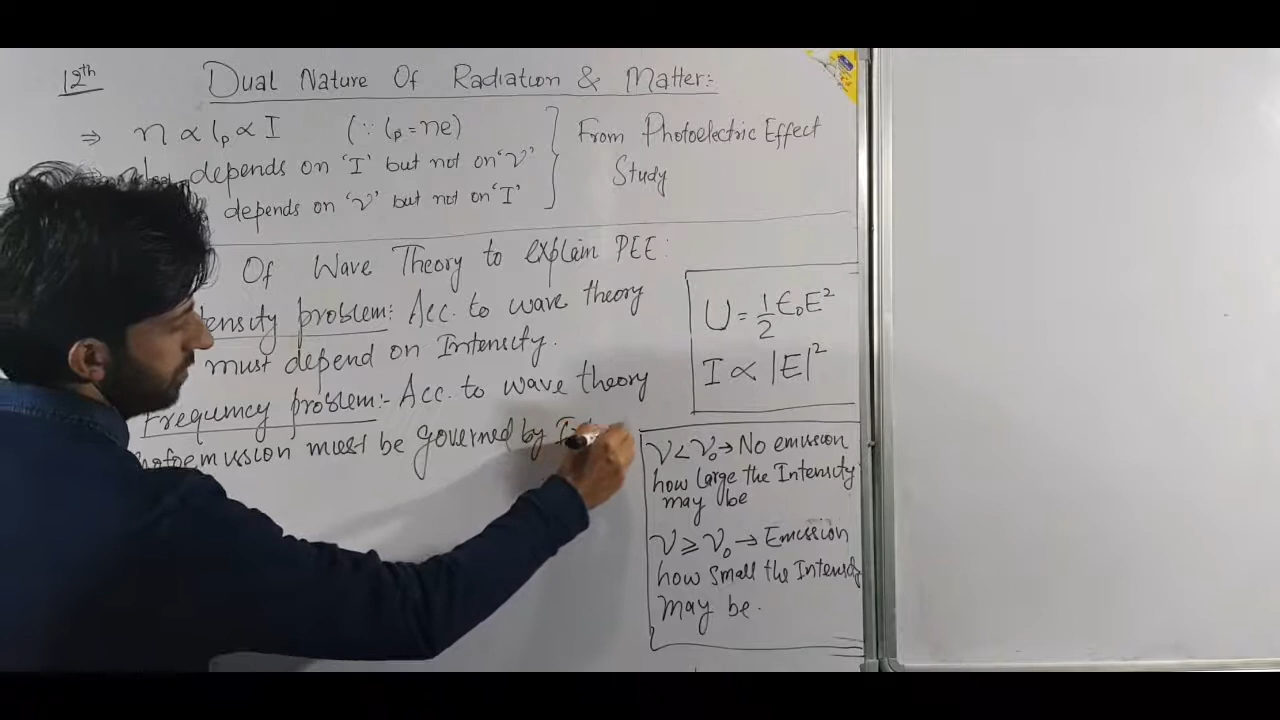 12th
Dual Nature Of Radiation & Matter:-
⇒ n ∝ ip ∝ I (∵ ip = ne)
depends on 'I' but not on 'ν'
depends on 'ν' but not on 'I'
From Photoelectric Effect
Study
Of Wave Theory to explain PEE:
tensity problem: Acc. to wave theory
must depend on Intensity.
Frequency problem:- Acc. to wave theory
otoemission must be governed by
U = 1/2 ε₀E²
I ∝ |E|²
ν < ν₀ → No emission
how large the Intensity
may be
ν ≥ ν₀ → Emission
how small the Intensity
may be.